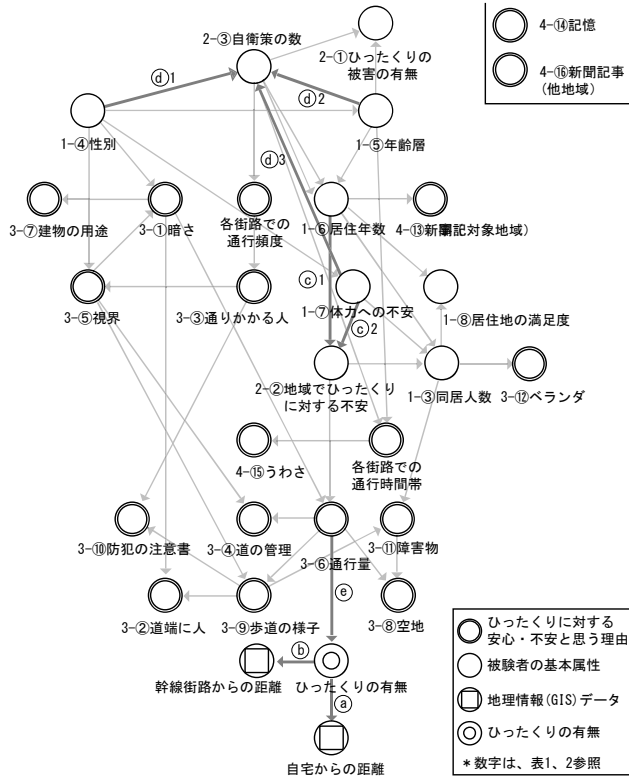 4-⑭記憶
2-③自衛策の数
2-①ひったくりの
被害の有無
4-⑯新聞記事
(他地域)
ⓓ1
ⓓ2
1-④性別
1-⑤年齢層
ⓓ3
3-⑦建物の用途
3-①暗さ
各街路での
通行頻度
1-⑥居住年数
4-⑬新聞記対象地域)
ⓒ1
3-⑤視界
3-③通りかかる人
1-⑦体力への不安
ⓒ2
1-⑧居住地の満足度
2-②地域でひったくり
に対する不安
1-③同居人数
3-⑫ベランダ
4-⑮うわさ
各街路での
通行時間帯
3-⑩防犯の注意書
3-④道の管理
3-⑥通行量
3-⑪障害物
ⓔ
3-②道端に人
3-⑨歩道の様子
3-⑧空地
ⓑ
幹線街路からの距離
ひったくりの有無
ⓐ
自宅からの距離
ひったくりに対する
安心・不安と思う理由
被験者の基本属性
地理情報(GIS)データ
ひったくりの有無
*数字は、表1、2参照